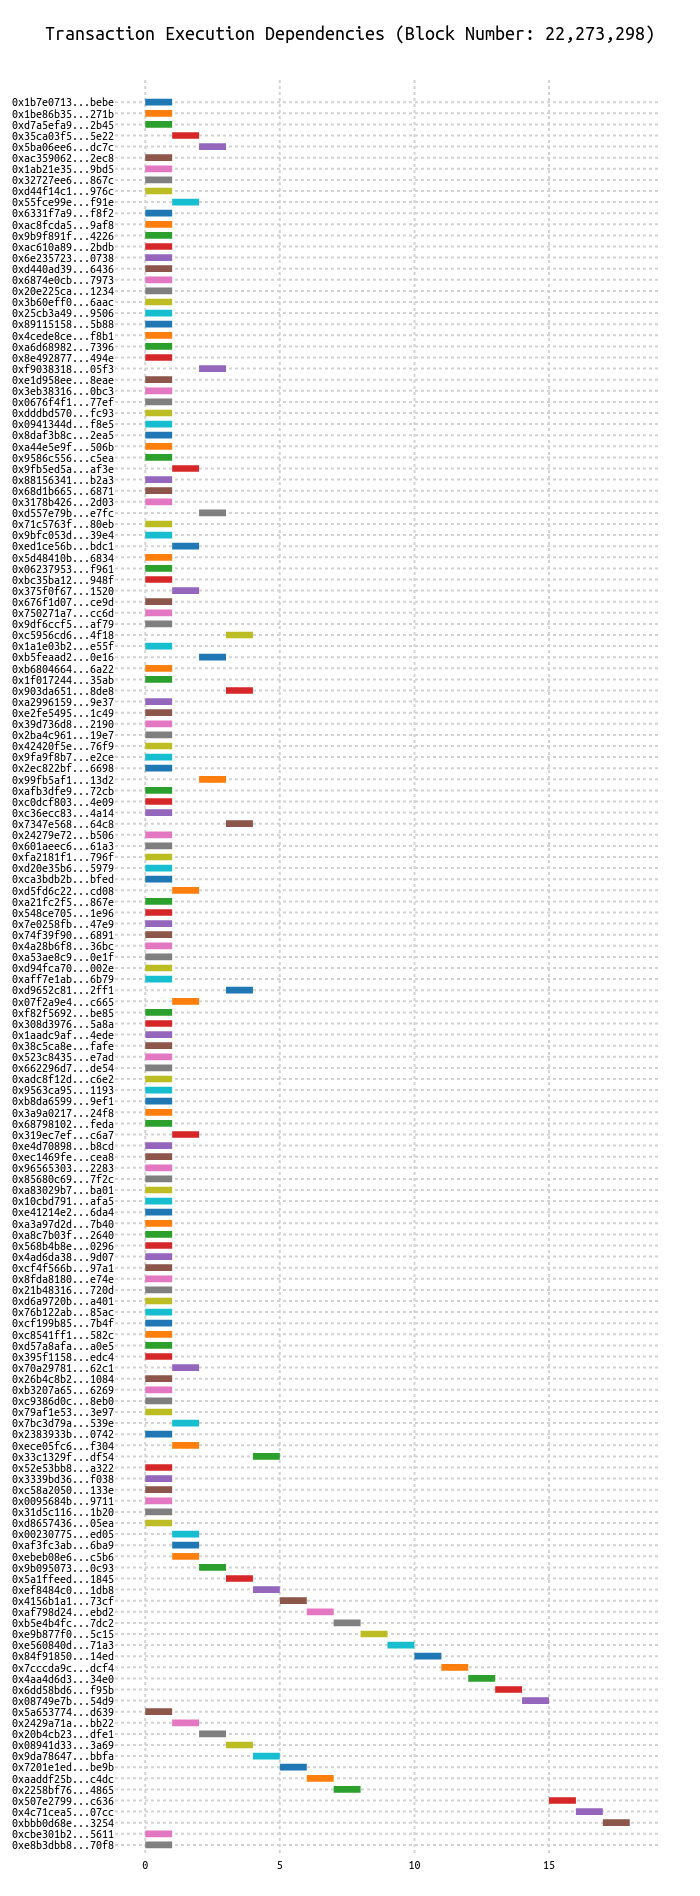 Transaction Execution Dependencies (Block Number: 22,273,298)
0x1b7e0713...bebe
0x1be86b35...271b
0xd7a5efa9...2b45
0x35ca03f5...5e22
0x5ba06ee6...dc7c
0xac359062...2ec8
0x1ab21e35...9bd5
0x32727ee6...867c
0xd44f14c1...976c
0x55fce99e...f91e
0x6331f7a9...f8f2
0xac8fcda5...9af8
0x9b9f891f...4226
0xac610a89...2bdb
0x6e235723...0738
0xd440ad39...6436
0x6874e0cb...7973
0x20e225ca...1234
0x3b60eff0...6aac
0x25cb3a49...9506
0x89115158...5b88
0x4cede8ce...f8b1
0xa6d68982...7396
0x8e492877...494e
0xf9038318...05f3
0xe1d958ee...8eae
0x3eb38316...0bc3
0x0676f4f1...77ef
0xdddbd570...fc93
0x0941344d...f8e5
0x8daf3b8c...2ea5
0xa44e5e9f...506b
0x9586c556...c5ea
0x9fb5ed5a...af3e
0x88156341...b2a3
0x68d1b665...6871
0x3178b426...2d03
0xd557e79b...e7fc
0x71c5763f...80eb
0x9bfc053d...39e4
0xed1ce56b...bdc1
0x5d48410b...6834
0x06237953...f961
0xbc35ba12...948f
0x375f0f67...1520
0x676f1d07...ce9d
0x750271a7...cc6d
0x9df6ccf5...af79
0xc5956cd6...4f18
0x1a1e03b2...e55f
0xb5feaad2...0e16
0xb6804664...6a22
0x1f017244...35ab
0x903da651...8de8
0xa2996159...9e37
0xe2fe5495...1c49
0x39d736d8...2190
0x2ba4c961...19e7
0x42420f5e...76f9
0x9fa9f8b7...e2ce
0x2ec822bf...6698
0x99fb5af1...13d2
0xafb3dfe9...72cb
0xc0dcf803...4e09
0xc36ecc83...4a14
0x7347e568...64c8
0x24279e72...b506
0x601aeec6...61a3
0xfa2181f1...796f
0xd20e35b6...5979
0xca3bdb2b...bfed
0xd5fd6c22...cd08
0xa21fc2f5...867e
0x548ce705...1e96
0x7e0258fb...47e9
0x74f39f90...6891
0x4a28b6f8...36bc
0xa53ae8c9...0e1f
0xd94fca70...002e
0xaff7e1ab...6b79
0xd9652c81...2ff1
0x07f2a9e4...c665
0xf82f5692...be85
0x308d3976...5a8a
0x1aadc9af...4ede
0x38c5ca8e...fafe
0x523c8435...e7ad
0x662296d7...de54
0xadc8f12d...c6e2
0x9563ca95...1193
0xb8da6599...9ef1
0x3a9a0217...24f8
0x68798102...feda
0x319ec7ef...c6a7
0xe4d70898...b8cd
0xec1469fe...cea8
0x96565303...2283
0x85680c69...7f2c
0xa83029b7...ba01
0x10cbd791...afa5
0xe41214e2...6da4
0xa3a97d2d...7b40
0xa8c7b03f...2640
0x568b4b8e...0296
0x4ad6da38...9d07
0xcf4f566b...97a1
0x8fda8180...e74e
0x21b48316...720d
0xd6a9720b...a401
0x76b122ab...85ac
0xcf199b85...7b4f
0xc8541ff1...582c
0xd57a8afa...a0e5
0x395f1158...edc4
0x70a29781...62c1
0x26b4c8b2...1084
0xb3207a65...6269
0xc9386d0c...8eb0
0x79af1e53...3e97
0x7bc3d79a...539e
0x2383933b...0742
0xece05fc6...f304
0x33c1329f...df54
0x52e53bb8...a322
0x3339bd36...f038
0xc58a2050...133e
0x0095684b...9711
0x31d5c116...1b20
0xd8657436...05ea
0x00230775...ed05
0xaf3fc3ab...6ba9
0xebeb08e6...c5b6
0x9b095073...0c93
0x5a1ffeed...1845
0xef8484c0...1db8
0x4156b1a1...73cf
0xaf798d24...ebd2
0xb5e4b4fc...7dc2
0xe9b877f0...5c15
0xe560840d...71a3
0x84f91850...14ed
0x7cccda9c...dcf4
0x4aa4d6d3...34e0
0x6dd58bd6...f95b
0x08749e7b...54d9
0x5a653774...d639
0x2429a71a...bb22
0x20b4cb23...dfe1
0x08941d33...3a69
0x9da78647...bbfa
0x7201e1ed...be9b
0xaaddf25b...c4dc
0x2258bf76...4865
0x507e2799...c636
0x4c71cea5...07cc
0xbbb0d68e...3254
0xcbe301b2...5611
0xe8b3dbb8...70f8
0 5 10 15